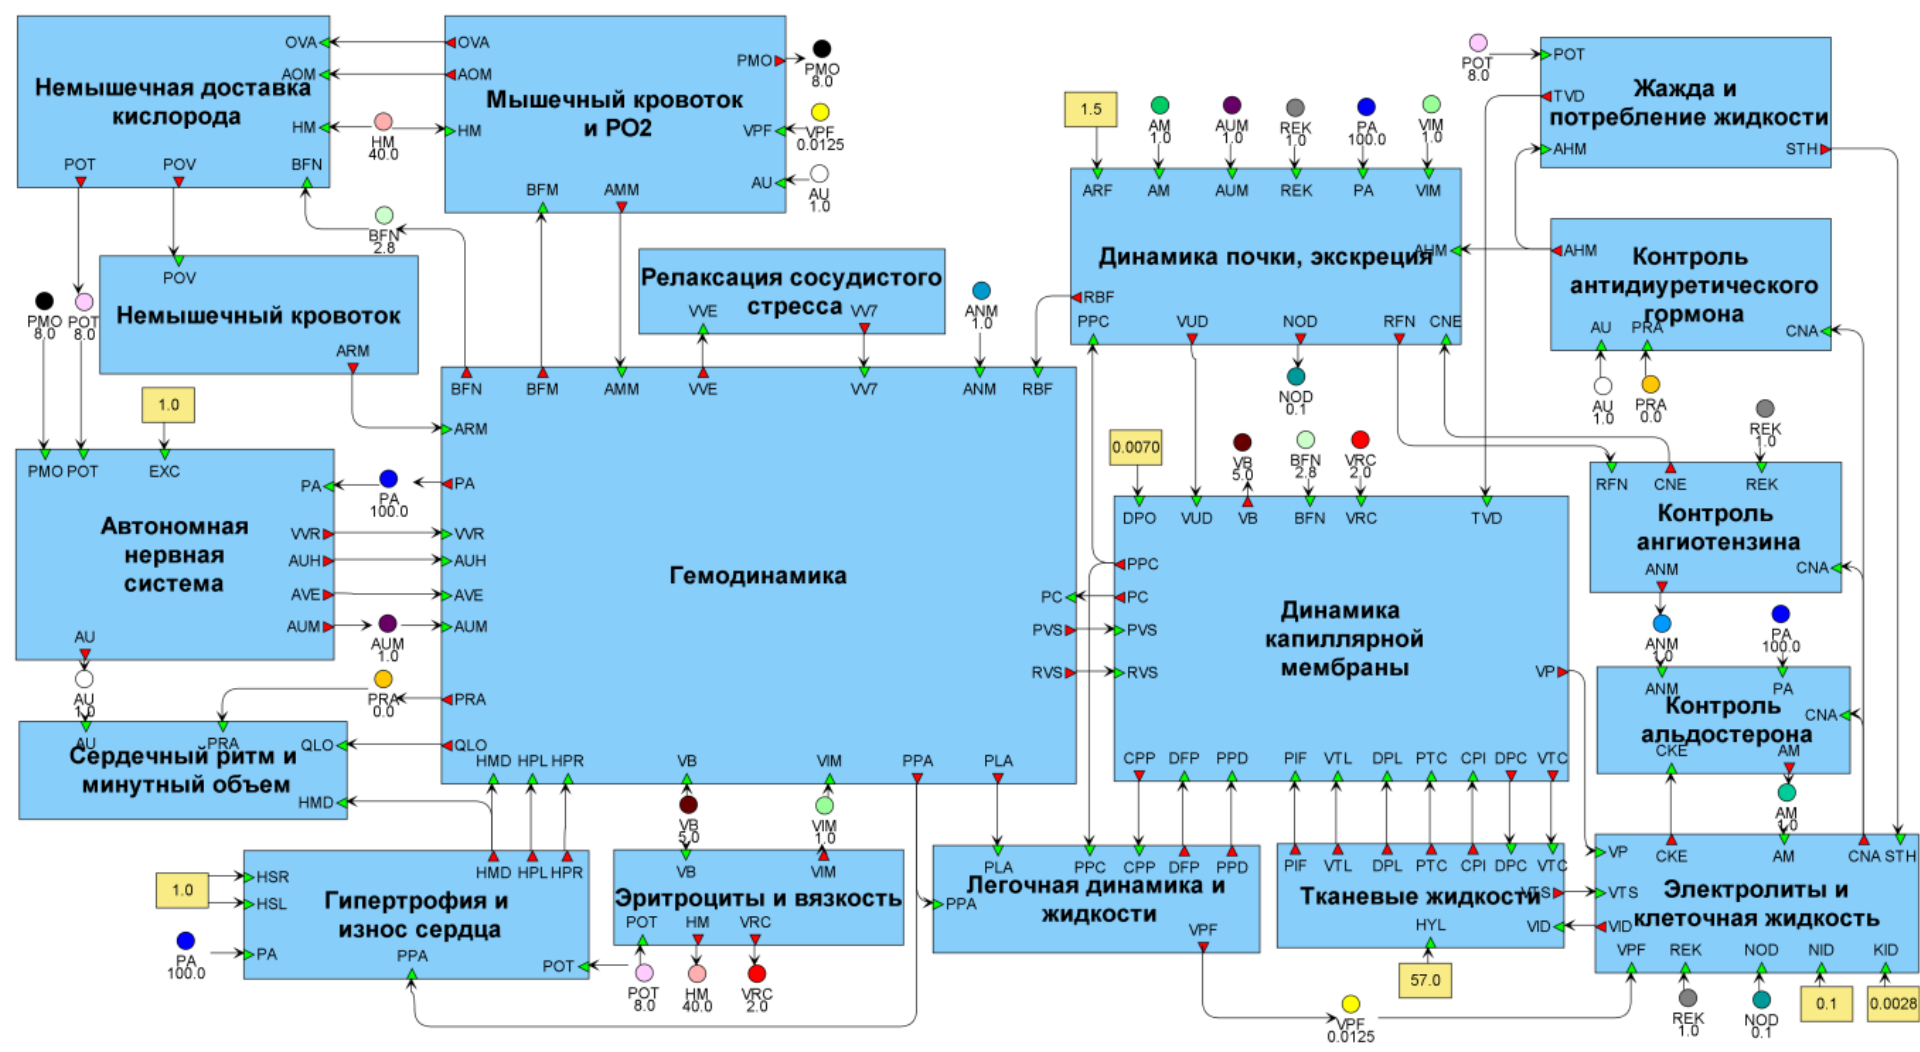 OVA
AOM
HM
Немышечная доставка
кислорода
POT
POV
BFN
OVA
AOM
HM
PMO
VPF
AU
Мышечный кровоток
и PO2
BFM
AMM
HM
40.0
PMO
8.0
VPF
0.0125
AU
1.0
BFN
2.8
POV
Немышечный кровоток
ARM
PMO
8.0
POT
8.0
1.0
Релаксация сосудистого
стресса
VVE
VV7
ANM
1.0
1.5
AM
1.0
AUM
1.0
REK
1.0
PA
100.0
VIM
1.0
ARF
AM
AUM
REK
PA
VIM
Динамика почки, экскреция
AHM
RBF
PPC
VUD
NOD
RFN
CNE
NOD
0.1
POT
8.0
POT
TVD
AHM
STH
Жажда и
потребление жидкости
AHM
Контроль
антидиуретического
гормона
AU
PRA
CNA
AU
1.0
PRA
0.0
REK
1.0
PMO
POT
EXC
PA
VVR
AUH
AVE
AUM
Автономная
нервная
система
AU
PA
100.0
AUM
1.0
PRA
0.0
AU
1.0
BFN
BFM
AMM
VVE
VV7
ANM
RBF
ARM
PA
VVR
AUH
AVE
AUM
PRA
QLO
Гемодинамика
PC
PVS
RVS
HMD
HPL
HPR
VB
VIM
PPA
PLA
0.0070
VB
5.0
BFN
2.8
VRC
2.0
DPO
VUD
VB
BFN
VRC
TVD
PPC
PC
PVS
RVS
VP
Динамика
капиллярной
мембраны
CPP
DFP
PPD
PIF
VTL
DPL
PTC
CPI
DPC
VTC
RFN
CNE
REK
Контроль
ангиотензина
ANM
CNA
ANM
1.0
PA
100.0
ANM
PA
Контроль
альдостерона
CNA
CKE
AM
AM
1.0
AU
PRA
QLO
Сердечный ритм и
минутный объем
HMD
1.0
PA
100.0
HSR
HSL
PA
HMD
HPL
HPR
Гипертрофия и
износ сердца
PPA
POT
VB
5.0
VIM
1.0
VB
VIM
Эритроциты и вязкость
POT
HM
VRC
POT
8.0
HM
40.0
VRC
2.0
PLA
PPC
CPP
DFP
PPD
Легочная динамика и
жидкости
PPA
VPF
PIF
VTL
DPL
PTC
CPI
DPC
VTC
Тканевые жидкости
VTS
VID
HYL
57.0
VPF
0.0125
CKE
AM
CNA
STH
VP
VTS
VID
Электролиты и
клеточная жидкость
VPF
REK
NOD
NID
KID
REK
1.0
NOD
0.1
0.1
0.0028